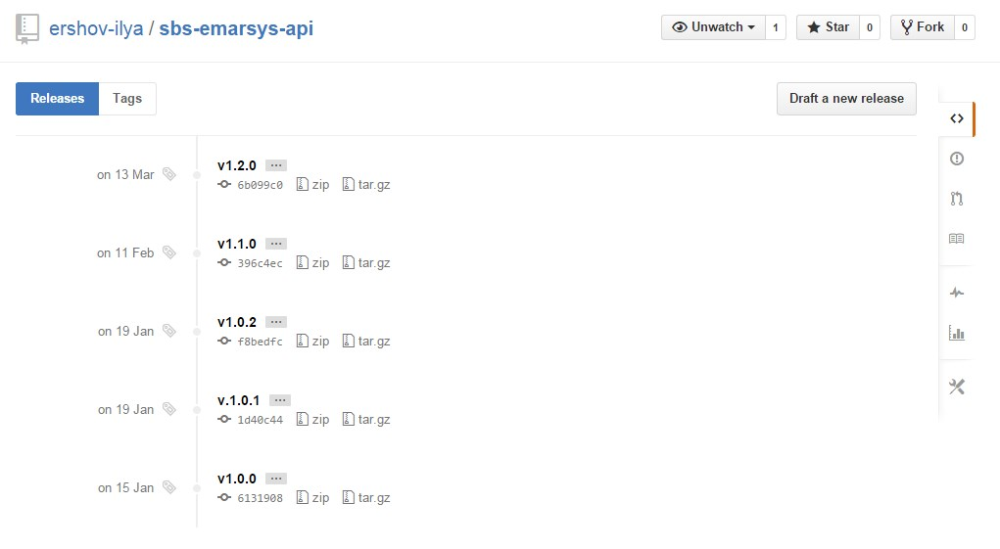 ershov-ilya / sbs-emarsys-api
Unwatch 1 Star 0 Fork 0
Releases Tags
Draft a new release
on 13 Mar
v1.2.0 ...
6b099c0 zip tar.gz
on 11 Feb
v1.1.0 ...
396c4ec zip tar.gz
on 19 Jan
v1.0.2 ...
f8bedfc zip tar.gz
on 19 Jan
v.1.0.1 ...
1d40c44 zip tar.gz
on 15 Jan
v1.0.0 ...
6131908 zip tar.gz